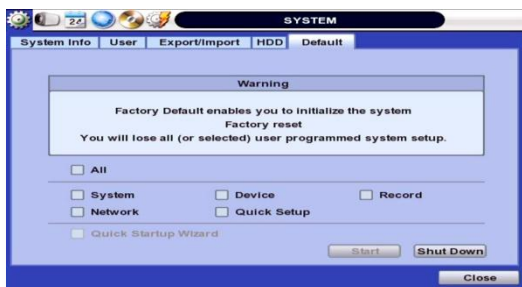 24
SYSTEM
System Info User Export/Import HDD Default
Warning
Factory Default enables you to initialize the system
Factory reset
You will lose all (or selected) user programmed system setup.
All
System Device Record
Network Quick Setup
Quick Startup Wizard
Start Shut Down
Close